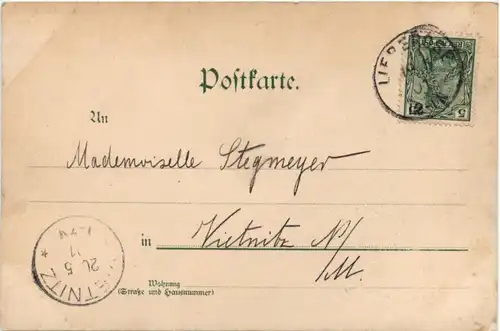 Postkarte.
An
Mademoiselle Stegmeyer
in Vietnitz N/
M.
Wohnung
(Straße und Hausnummer)